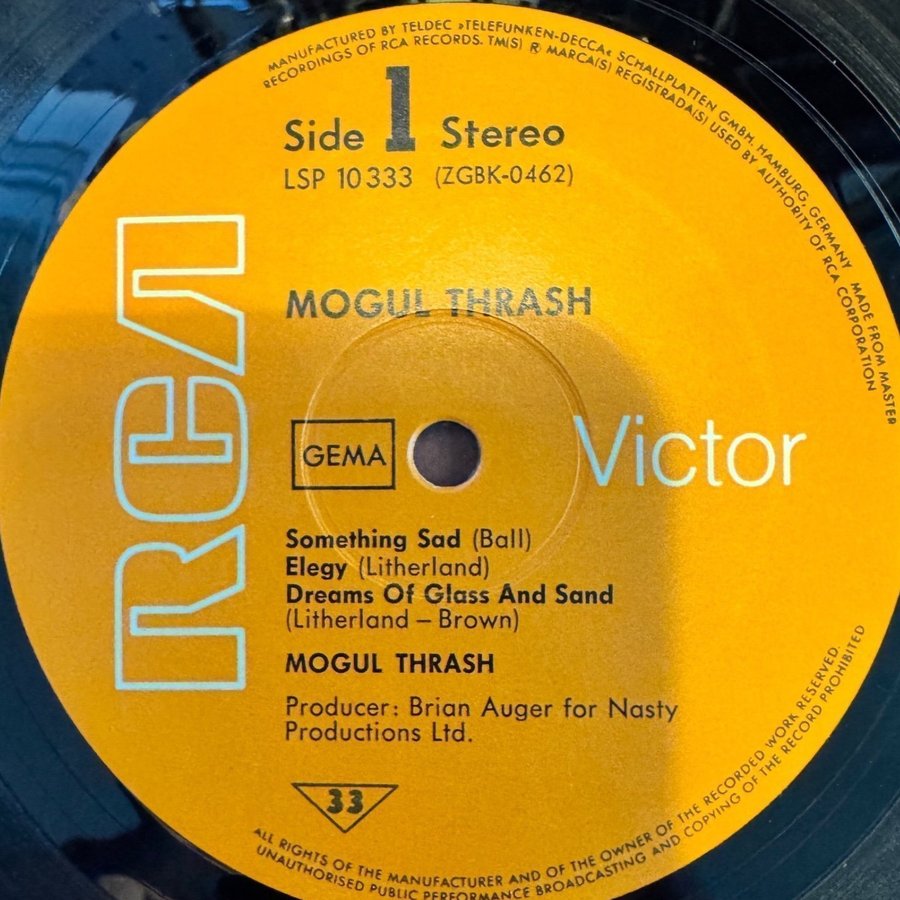 MANUFACTURED BY TELDEC »TELEFUNKEN-DECCA« SCHALLPLATTEN GMBH, HAMBURG, GERMANY MADE FROM MASTER
RECORDINGS OF RCA RECORDS. TM(S) ® MARCA(S) REGISTRADA(S) USED BY AUTHORITY OF RCA CORPORATION
Side 1 Stereo
LSP 10333 (ZGBK-0462)
MOGUL THRASH
RCA
GEMA
Victor
Something Sad (Ball)
Elegy (Litherland)
Dreams Of Glass And Sand
(Litherland – Brown)
MOGUL THRASH
Producer: Brian Auger for Nasty
Productions Ltd.
33
ALL RIGHTS OF THE MANUFACTURER AND OF THE OWNER OF THE RECORDED WORK RESERVED.
UNAUTHORISED PUBLIC PERFORMANCE BROADCASTING AND COPYING OF THE RECORD PROHIBITED